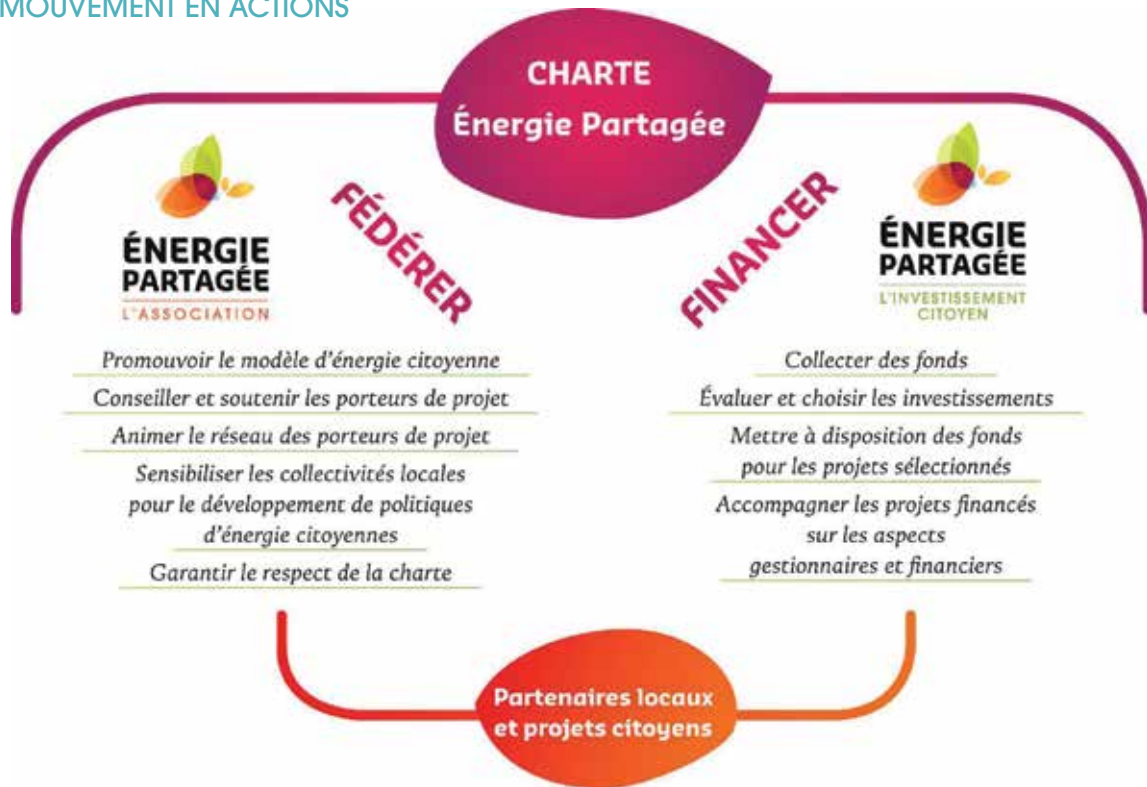 MOUVEMENT EN ACTIONS
CHARTE
Énergie Partagée
ÉNERGIE
PARTAGÉE
L'ASSOCIATION
FÉDÉRER
Promouvoir le modèle d'énergie citoyenne
Conseiller et soutenir les porteurs de projet
Animer le réseau des porteurs de projet
Sensibiliser les collectivités locales
pour le développement de politiques
d'énergie citoyennes
Garantir le respect de la charte
FINANCER
ÉNERGIE
PARTAGÉE
L'INVESTISSEMENT
CITOYEN
Collecter des fonds
Évaluer et choisir les investissements
Mettre à disposition des fonds
pour les projets sélectionnés
Accompagner les projets financés
sur les aspects
gestionnaires et financiers
Partenaires locaux
et projets citoyens